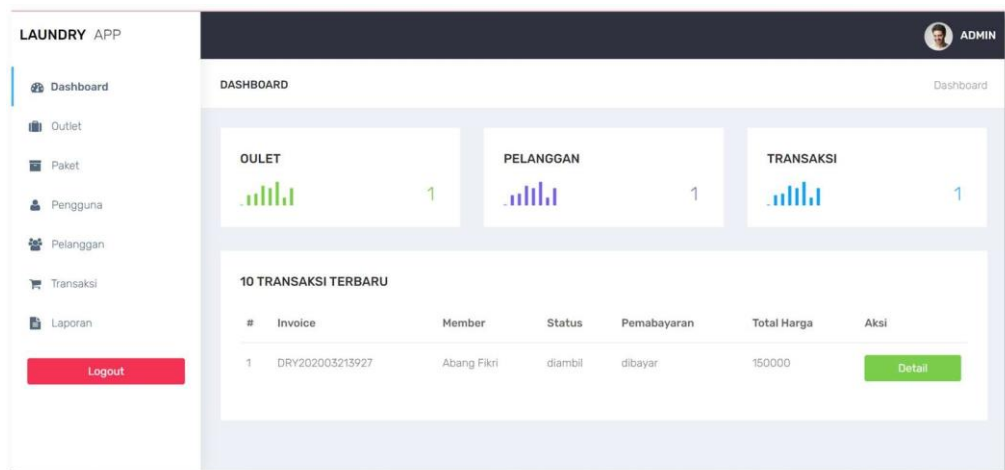 LAUNDRY APP
ADMIN
Dashboard
Outlet
Paket
Pengguna
Pelanggan
Transaksi
Laporan
Logout
DASHBOARD
Dashboard
OULET
1
PELANGGAN
1
TRANSAKSI
1
10 TRANSAKSI TERBARU
# Invoice Member Status Pemabayaran Total Harga Aksi
1 DRY202003213927 Abang Fikri diambil dibayar 150000 Detail